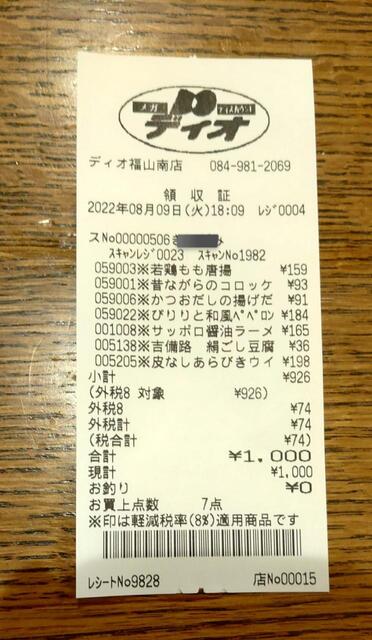 メガ ディスカウント
ディオ
ディオ福山南店 084-981-2069
領収証
2022年08月09日(火)18:09 レジ0004
スNo00000506
スキャンレジ0023 スキャンNo1982
059003※若鶏もも唐揚 ¥159
059001※昔ながらのコロッケ ¥93
059006※かつおだしの揚げだ ¥91
059022※ぴりりと和風ペペロン ¥184
001008※サッポロ醤油ラーメ ¥165
005138※吉備路 絹ごし豆腐 ¥36
005205※皮なしあらびきウイ ¥198
小計 ¥926
(外税8 対象 ¥926)
外税8 ¥74
外税計 ¥74
(税合計 ¥74)
合計 ¥1,000
現計 ¥1,000
お釣り ¥0
お買上点数 7点
※印は軽減税率(8%)適用商品です
レシートNo9828 店No00015